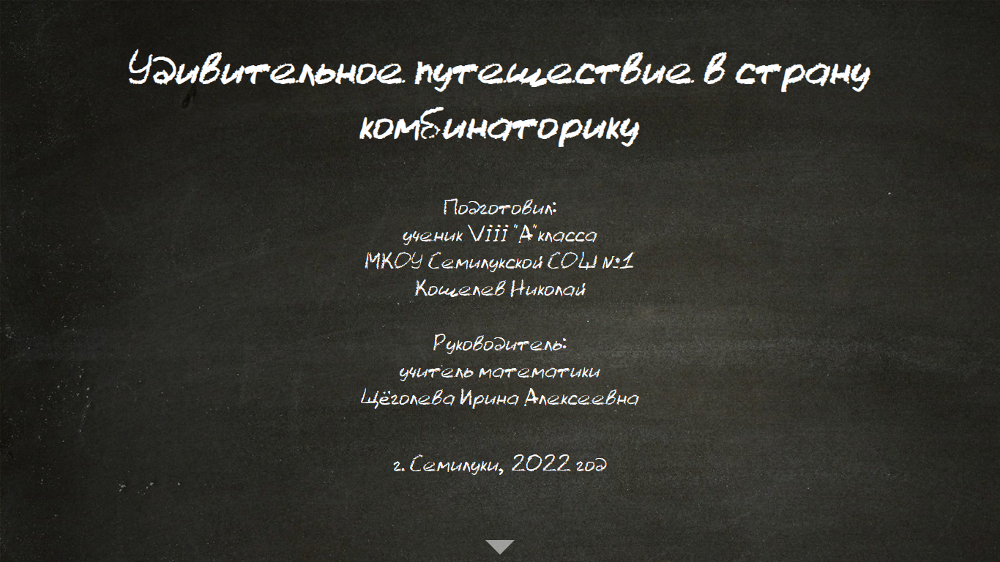 Удивительное путешествие в страну
комбинаторику
Подготовил:
ученик Viii "А"класса
МКОУ Семилукской СОШ №1
Кошелев Николай
Руководитель:
учитель математики
Щёголева Ирина Алексеевна
г. Семилуки, 2022 год